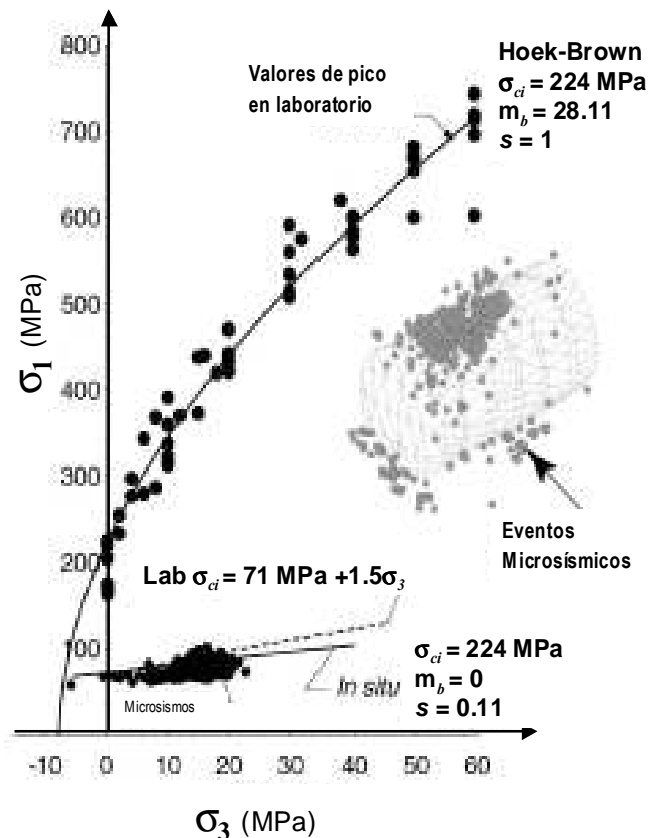 800
700
600
500
400
300
200
100
σ1 (MPa)
Valores de pico
en laboratorio
Hoek-Brown
σci = 224 MPa
mb = 28.11
s = 1
Eventos
Microsísmicos
Lab σci = 71 MPa +1.5σ3
σci = 224 MPa
mb = 0
s = 0.11
In situ
Microsismos
-10 0 10 20 30 40 50 60
σ3 (MPa)